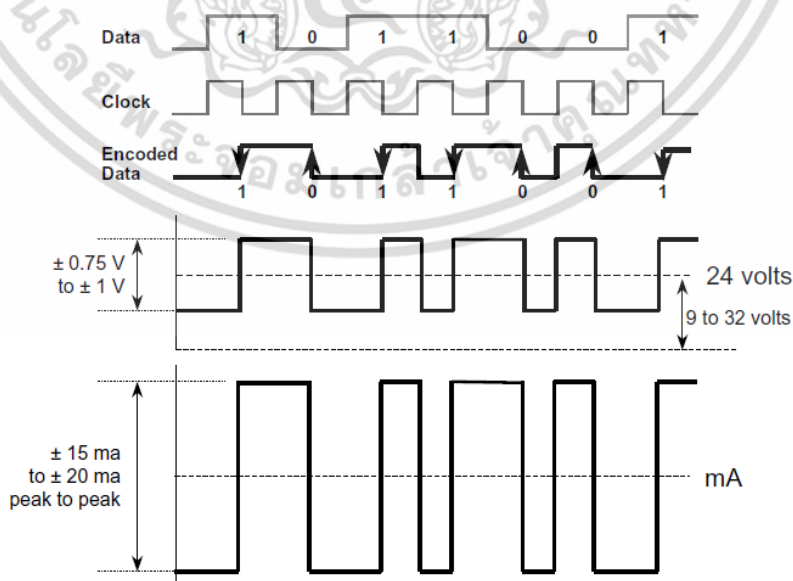 Data 1 0 1 1 0 0 1
Clock
Encoded
Data
1 0 1 1 0 0 1
± 0.75 V
to ± 1 V
24 volts
9 to 32 volts
± 15 ma
to ± 20 ma
peak to peak
mA